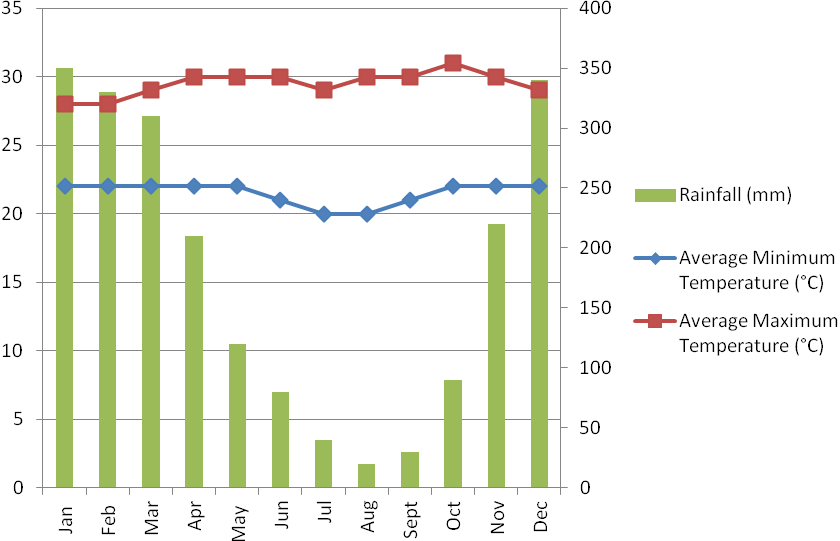 35
30
25
20
15
10
5
0
400
350
300
250
200
150
100
50
0
Jan
Feb
Mar
Apr
May
Jun
Jul
Aug
Sept
Oct
Nov
Dec
Rainfall (mm)
Average Minimum
Temperature (°C)
Average Maximum
Temperature (°C)